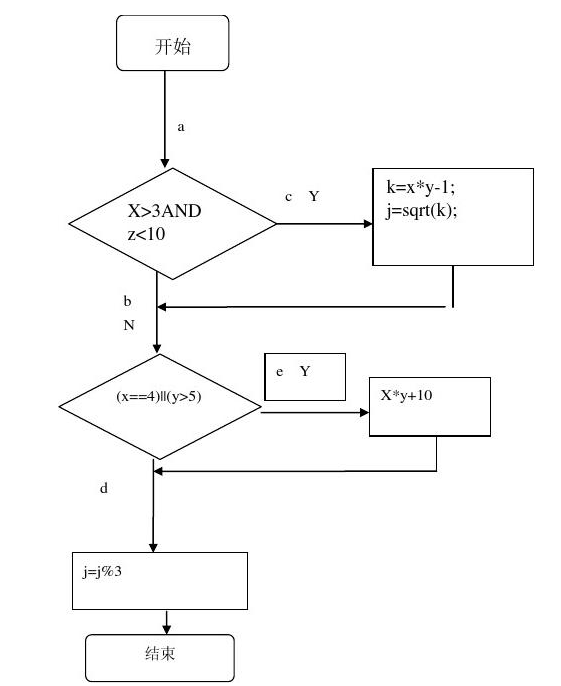 开始
a
X>3AND
z<10
c Y
k=x*y-1;
j=sqrt(k);
b
N
(x==4)||(y>5)
e Y
X*y+10
d
j=j%3
结束